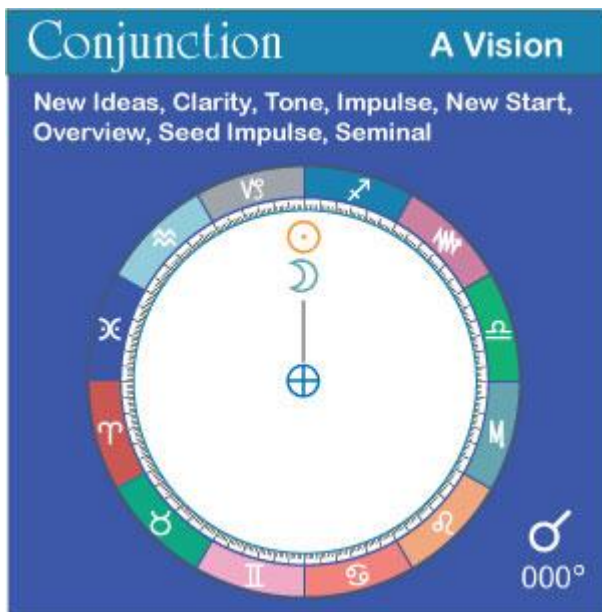 Conjunction A Vision
New Ideas, Clarity, Tone, Impulse, New Start,
Overview, Seed Impulse, Seminal
000°